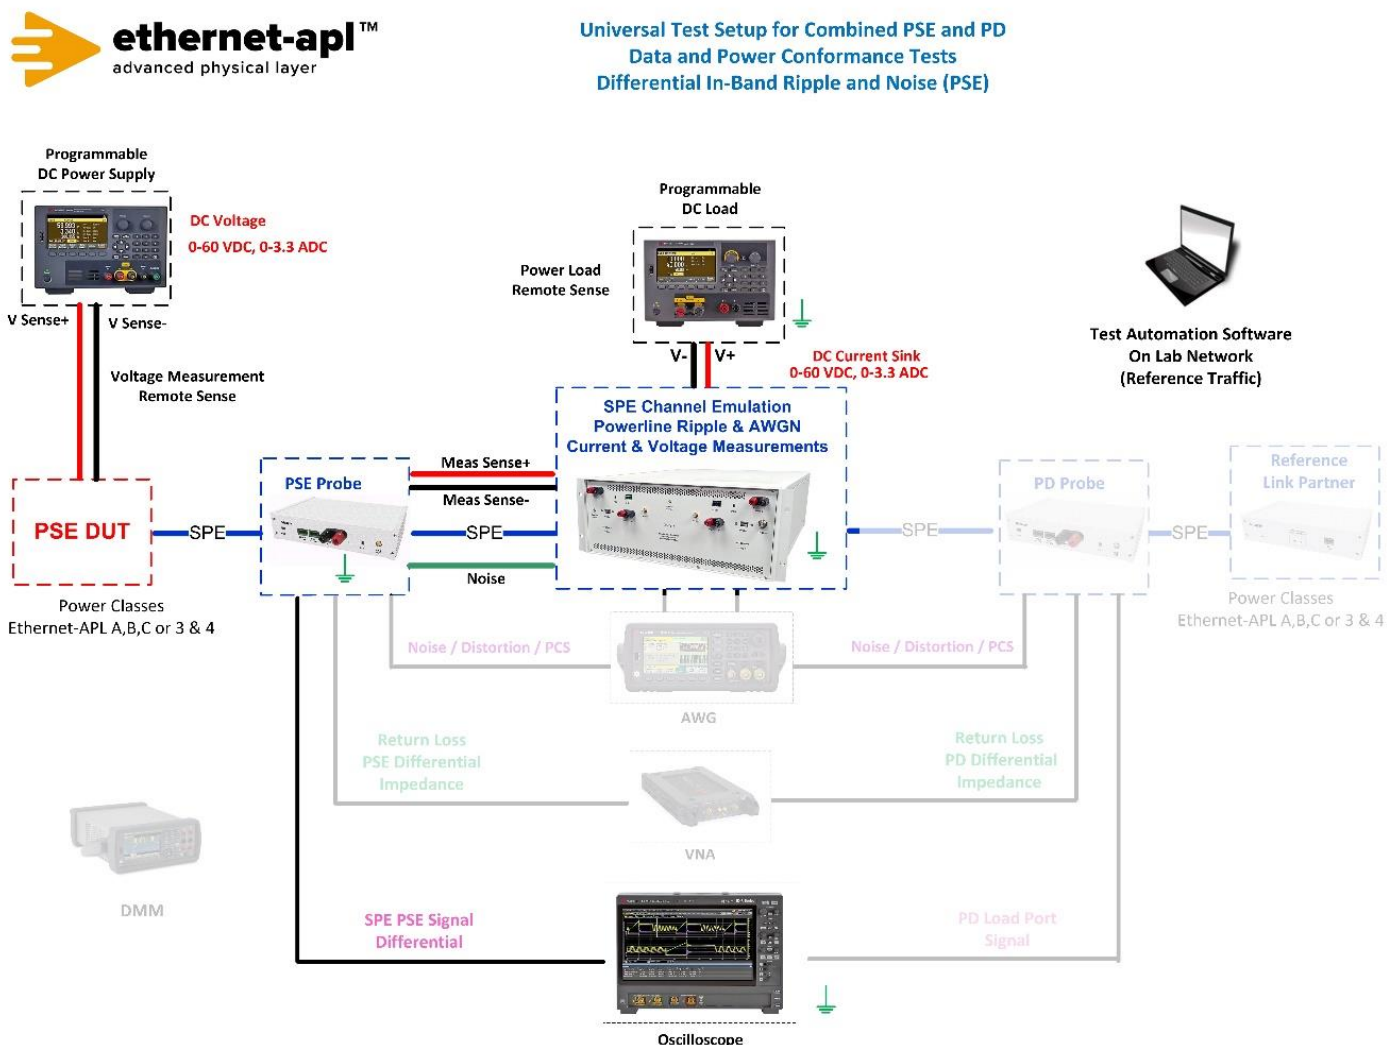 ethernet-apl™
advanced physical layer
Universal Test Setup for Combined PSE and PD
Data and Power Conformance Tests
Differential In-Band Ripple and Noise (PSE)
Programmable
DC Power Supply
DC Voltage
0-60 VDC, 0-3.3 ADC
V Sense+
V Sense-
Voltage Measurement
Remote Sense
Programmable
DC Load
Power Load
Remote Sense
V-
V+
DC Current Sink
0-60 VDC, 0-3.3 ADC
Test Automation Software
On Lab Network
(Reference Traffic)
SPE Channel Emulation
Powerline Ripple & AWGN
Current & Voltage Measurements
PSE DUT
SPE
PSE Probe
Meas Sense+
Meas Sense-
SPE
Noise
SPE
PD Probe
SPE
Reference
Link Partner
Power Classes
Ethernet-APL A,B,C or 3 & 4
Power Classes
Ethernet-APL A,B,C or 3 & 4
Noise / Distortion / PCS
Noise / Distortion / PCS
AWG
Return Loss
PSE Differential
Impedance
Return Loss
PD Differential
Impedance
VNA
DMM
SPE PSE Signal
Differential
PD Load Port
Signal
Oscilloscope